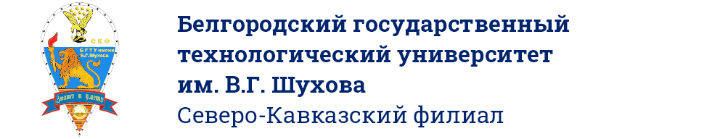 Белгородский государственный
технологический университет
им. В.Г. Шухова
Северо-Кавказский филиал